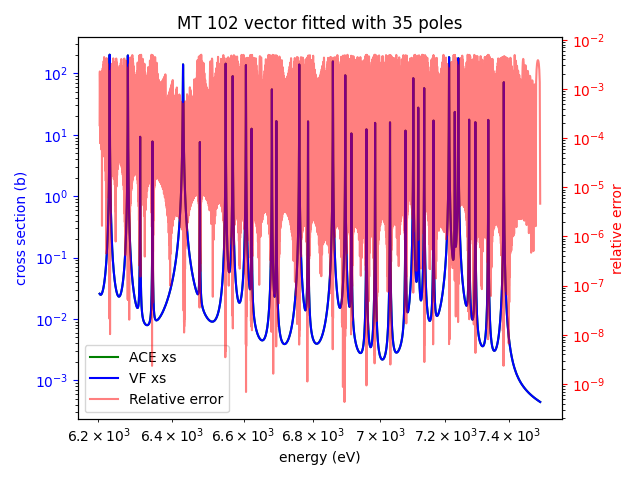 MT 102 vector fitted with 35 poles
10²
10¹
10⁰
10⁻¹
10⁻²
10⁻³
cross section (b)
10⁻²
10⁻³
10⁻⁴
10⁻⁵
10⁻⁶
10⁻⁷
10⁻⁸
10⁻⁹
relative error
ACE xs
VF xs
Relative error
6.2 × 10³ 6.4 × 10³ 6.6 × 10³ 6.8 × 10³ 7 × 10³ 7.2 × 10³ 7.4 × 10³
energy (eV)